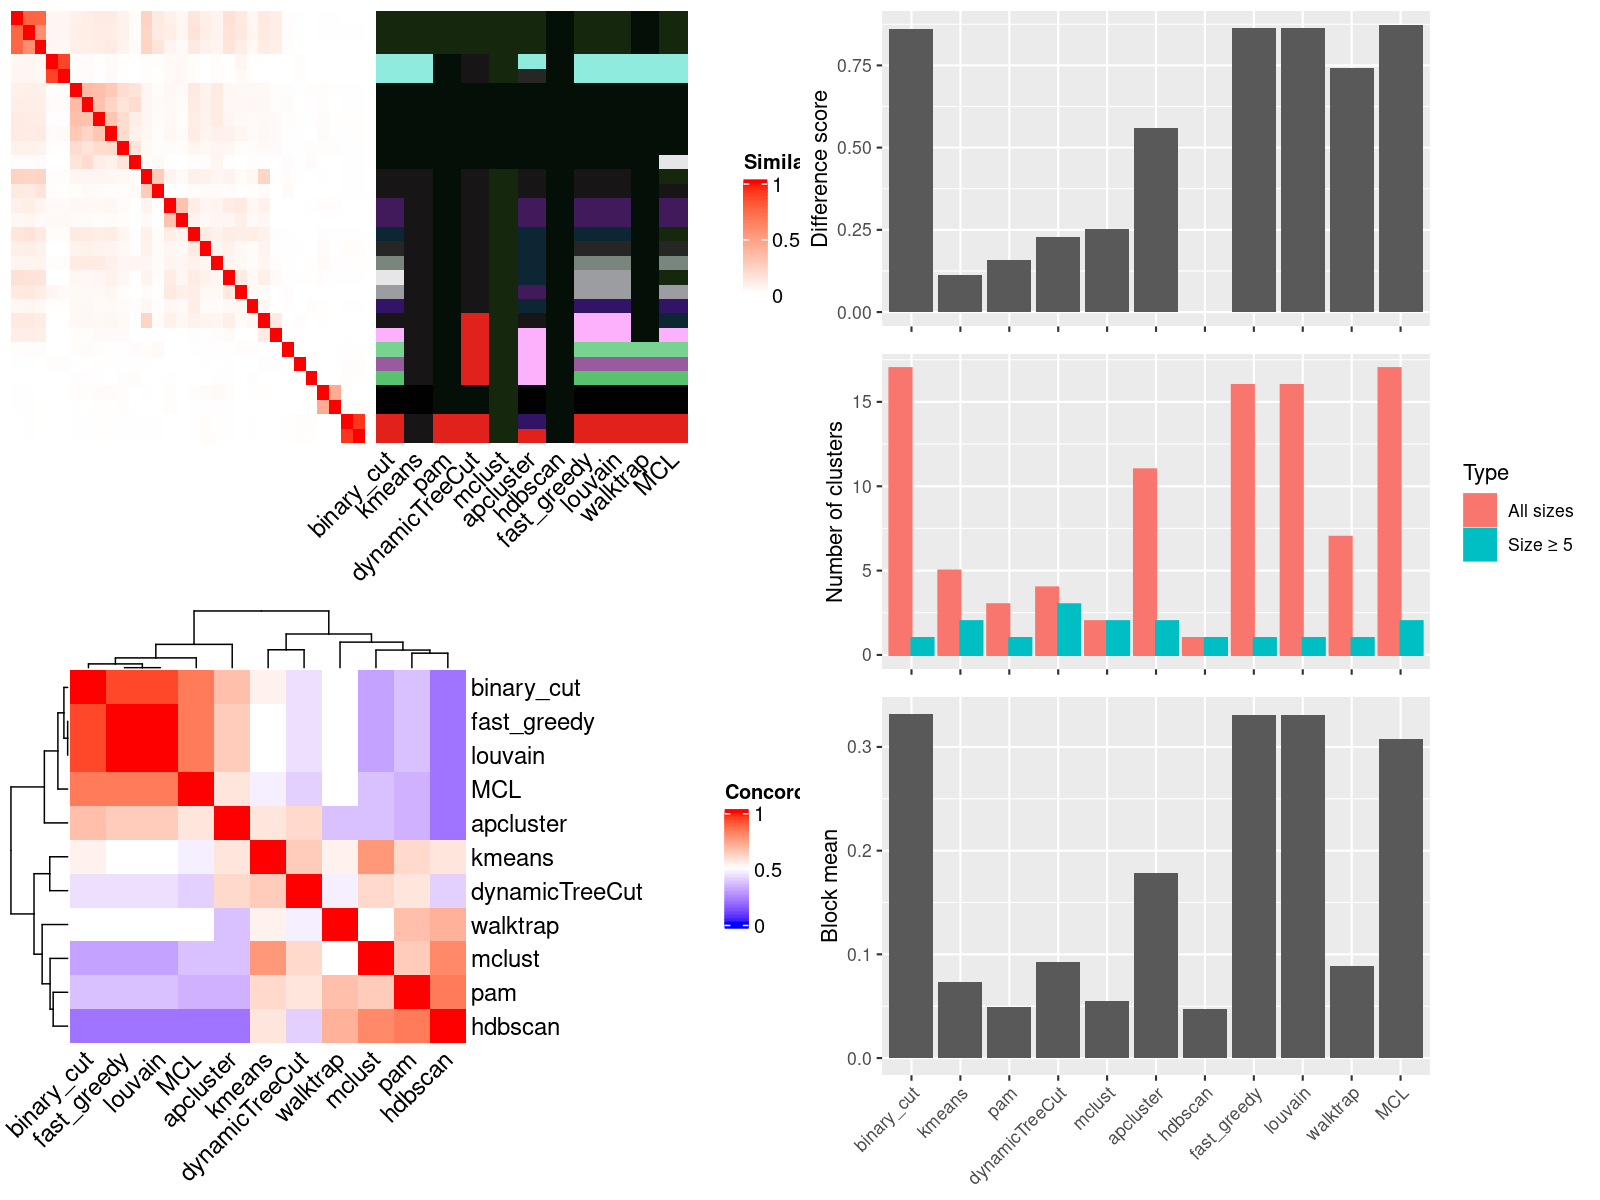 Simila
1
0.5
0
binary_cut
kmeans
pam
dynamicTreeCut
mclust
apcluster
hdbscan
fast_greedy
louvain
walktrap
MCL
binary_cut
fast_greedy
louvain
MCL
apcluster
kmeans
dynamicTreeCut
walktrap
mclust
pam
hdbscan
binary_cut
fast_greedy
louvain
MCL
apcluster
kmeans
dynamicTreeCut
walktrap
mclust
pam
hdbscan
Concord
1
0.5
0
Difference score
0.75
0.50
0.25
0.00
Number of clusters
15
10
5
0
Type
All sizes
Size ≥ 5
Block mean
0.3
0.2
0.1
0.0
binary_cut
kmeans
pam
dynamicTreeCut
mclust
apcluster
hdbscan
fast_greedy
louvain
walktrap
MCL